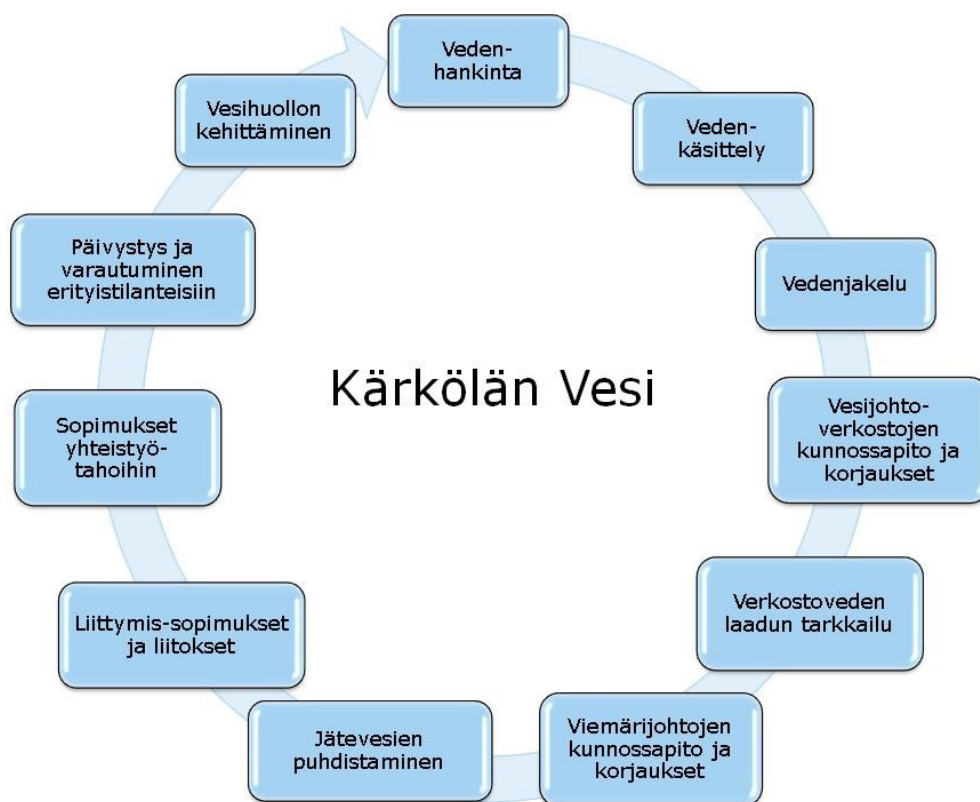 Veden-
hankinta
Veden-
käsittely
Vedenjakelu
Vesijohto-
verkostojen
kunnossapito ja
korjaukset
Verkostoveden
laadun tarkkailu
Viemärijohtojen
kunnossapito ja
korjaukset
Jätevesien
puhdistaminen
Liittymis-sopimukset
ja liitokset
Sopimukset
yhteistyö-
tahoihin
Päivystys ja
varautuminen
erityistilanteisiin
Vesihuollon
kehittäminen
Kärkölän Vesi